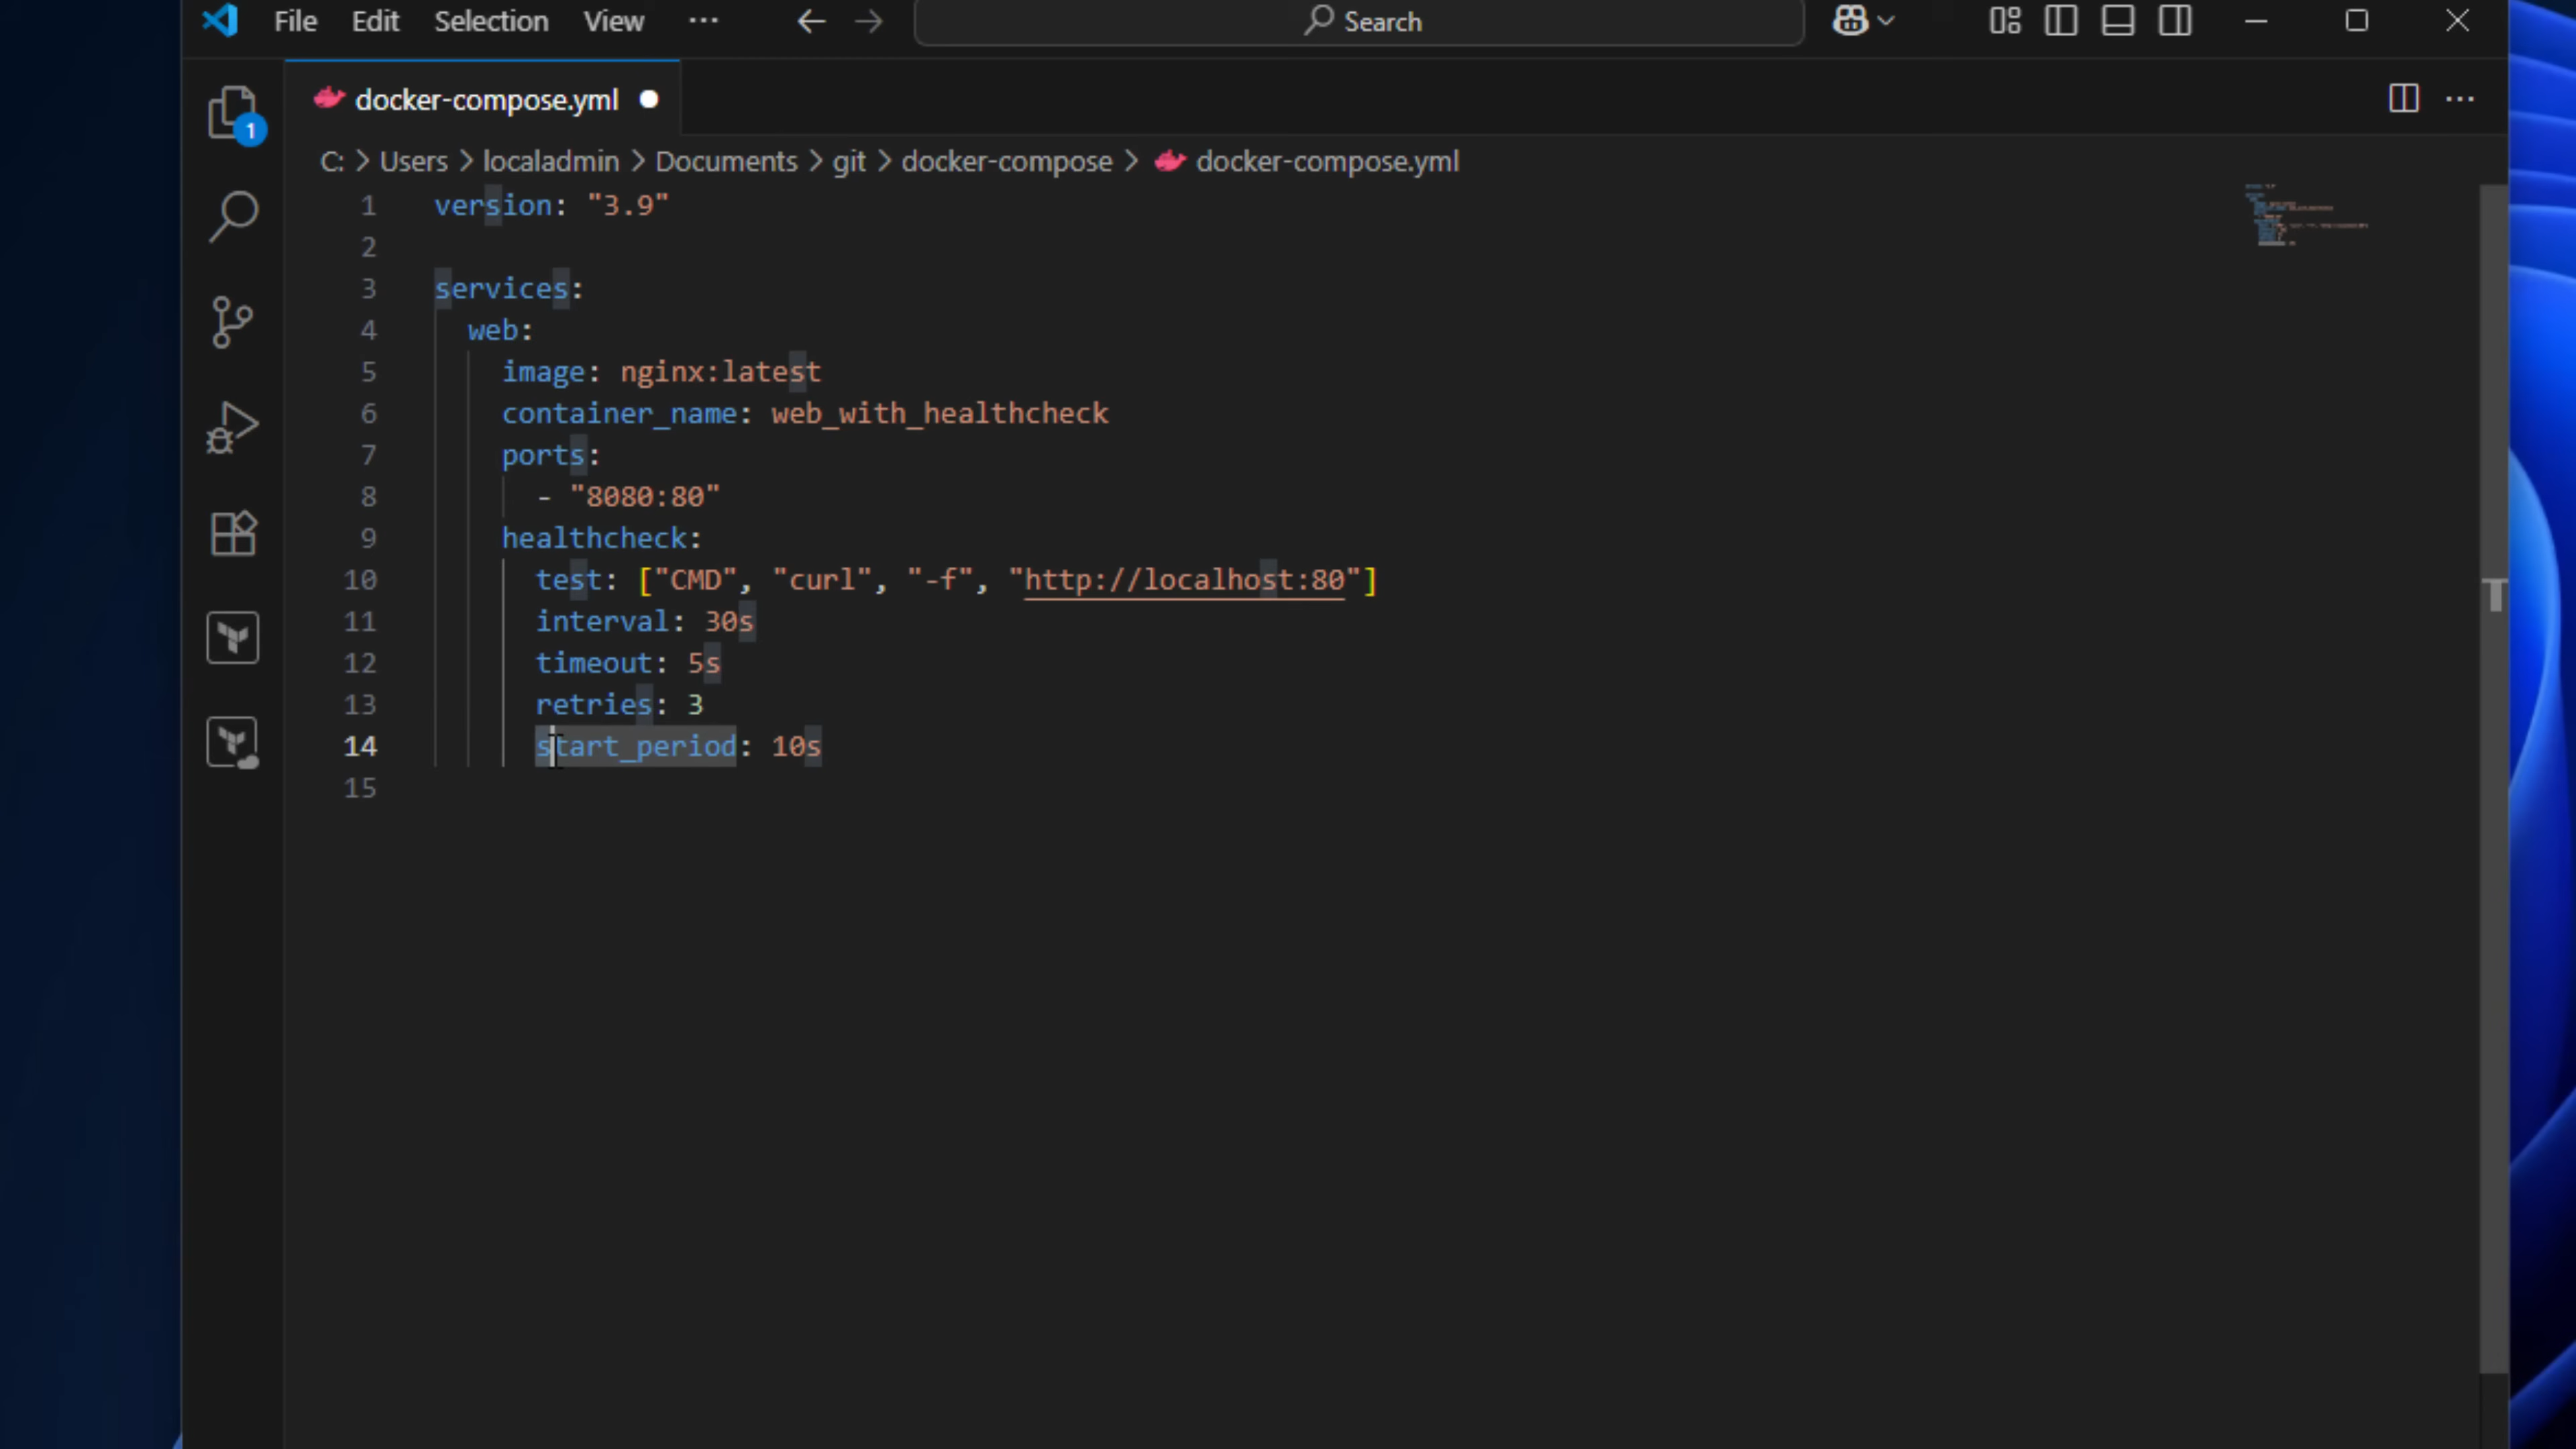 File Edit Selection View ··· Search
1
docker-compose.yml
C: > Users > localadmin > Documents > git > docker-compose > docker-compose.yml
1 version: "3.9"
2
3 services:
4   web:
5     image: nginx:latest
6     container_name: web_with_healthcheck
7     ports:
8       - "8080:80"
9     healthcheck:
10       test: ["CMD", "curl", "-f", "http://localhost:80"]
11       interval: 30s
12       timeout: 5s
13       retries: 3
14       start_period: 10s
15